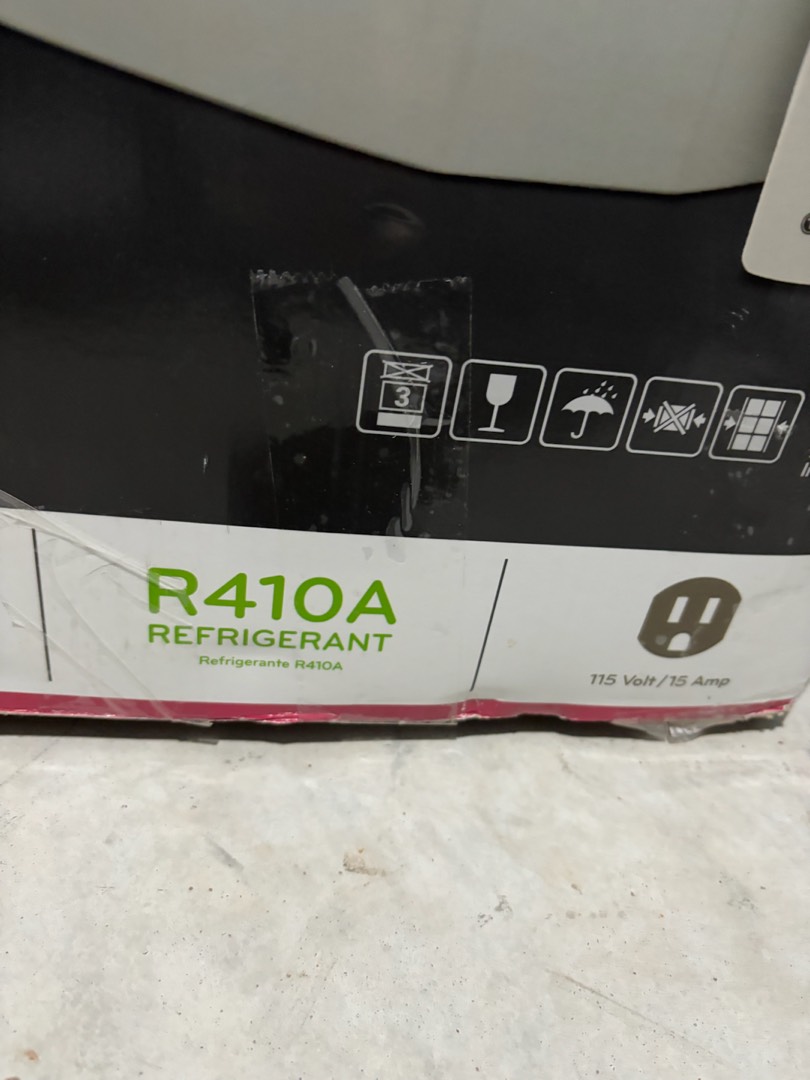 3
R410A
REFRIGERANT
Refrigerante R410A
115 Volt/15 Amp